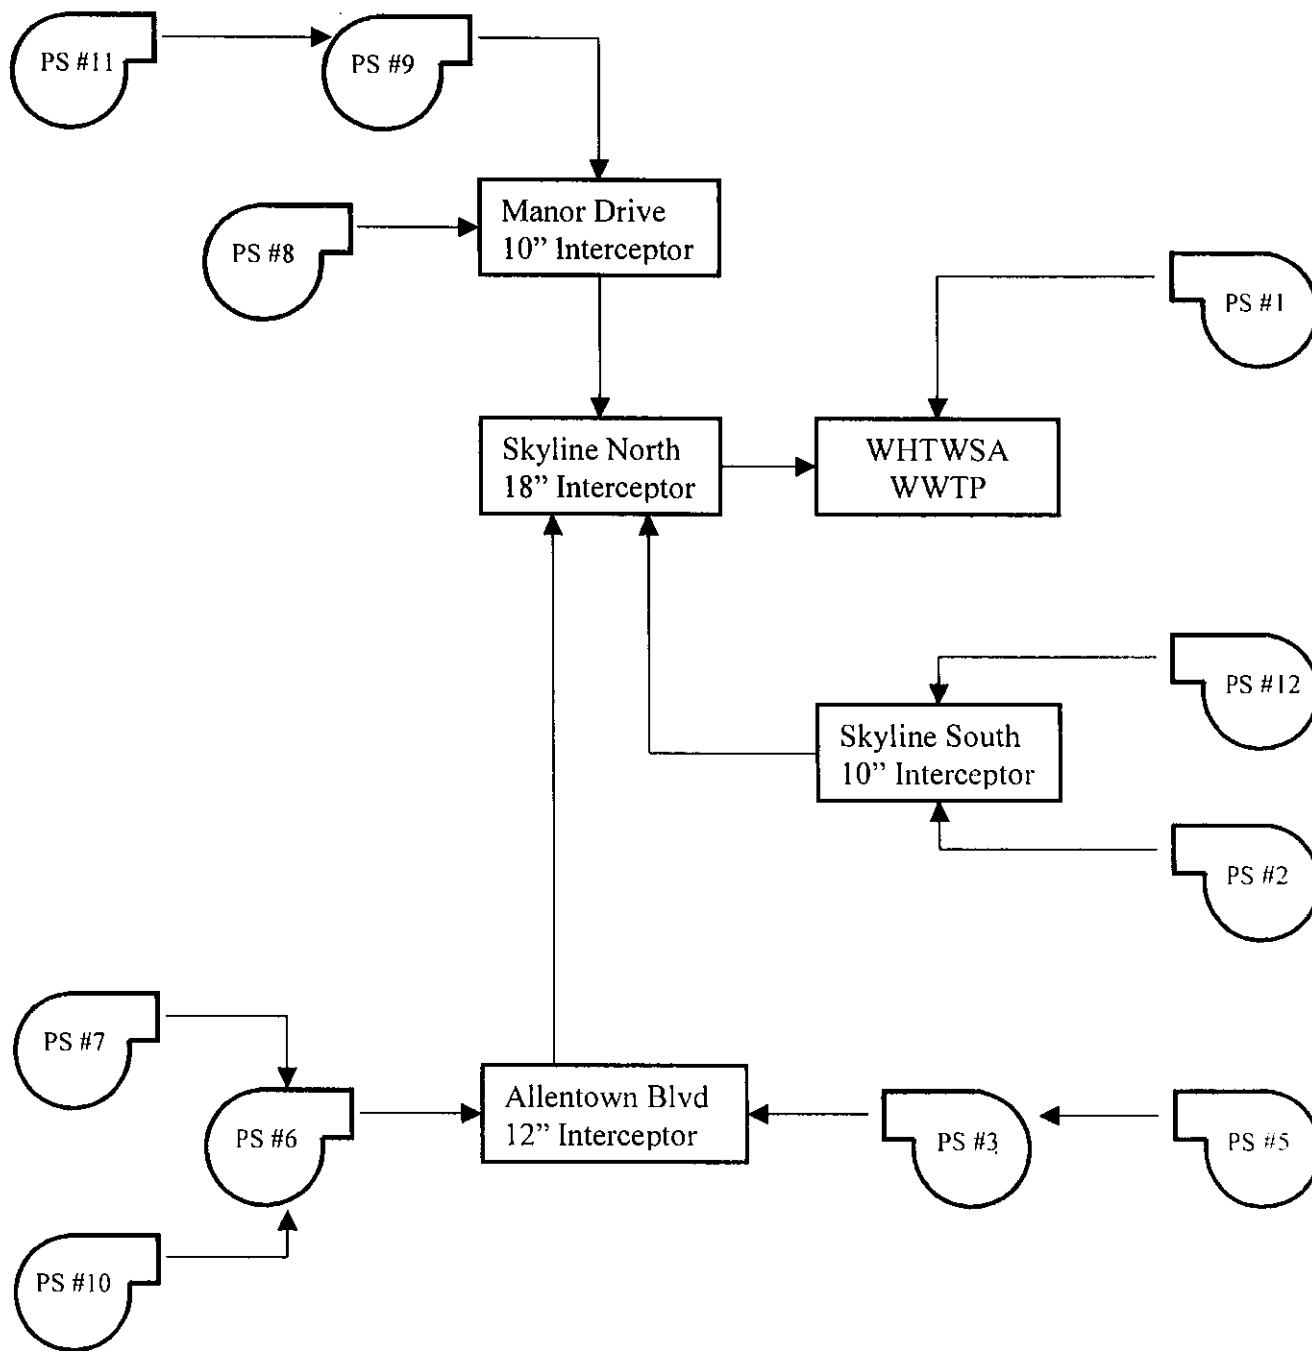 PS #11
PS #9
Manor Drive
10” Interceptor
PS #8
PS #1
Skyline North
18” Interceptor
WHTWSA
WWTP
PS #12
Skyline South
10” Interceptor
PS #2
PS #7
Allentown Blvd
12” Interceptor
PS #6
PS #3
PS #5
PS #10